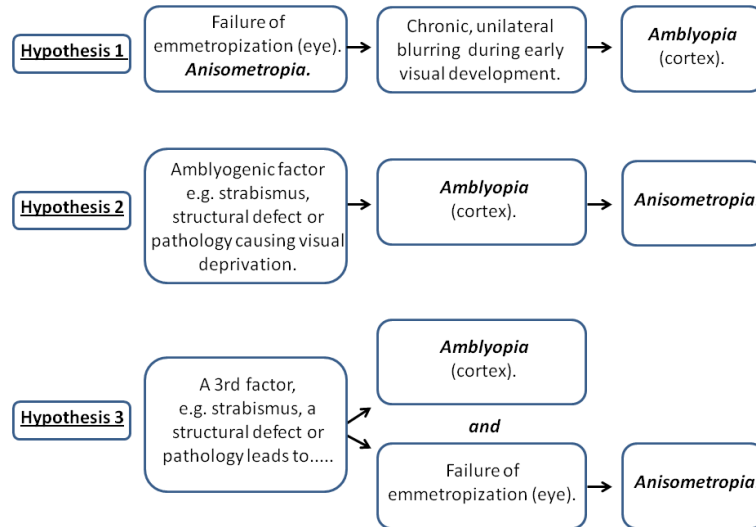 Hypothesis 1
Failure of
emmetropization (eye).
Anisometropia.
Chronic, unilateral
blurring during early
visual development.
Amblyopia
(cortex).
Hypothesis 2
Amblyogenic factor
e.g. strabismus,
structural defect or
pathology causing visual
deprivation.
Amblyopia
(cortex).
Anisometropia
Hypothesis 3
A 3rd factor,
e.g. strabismus, a
structural defect or
pathology leads to.....
Amblyopia
(cortex).
and
Failure of
emmetropization (eye).
Anisometropia